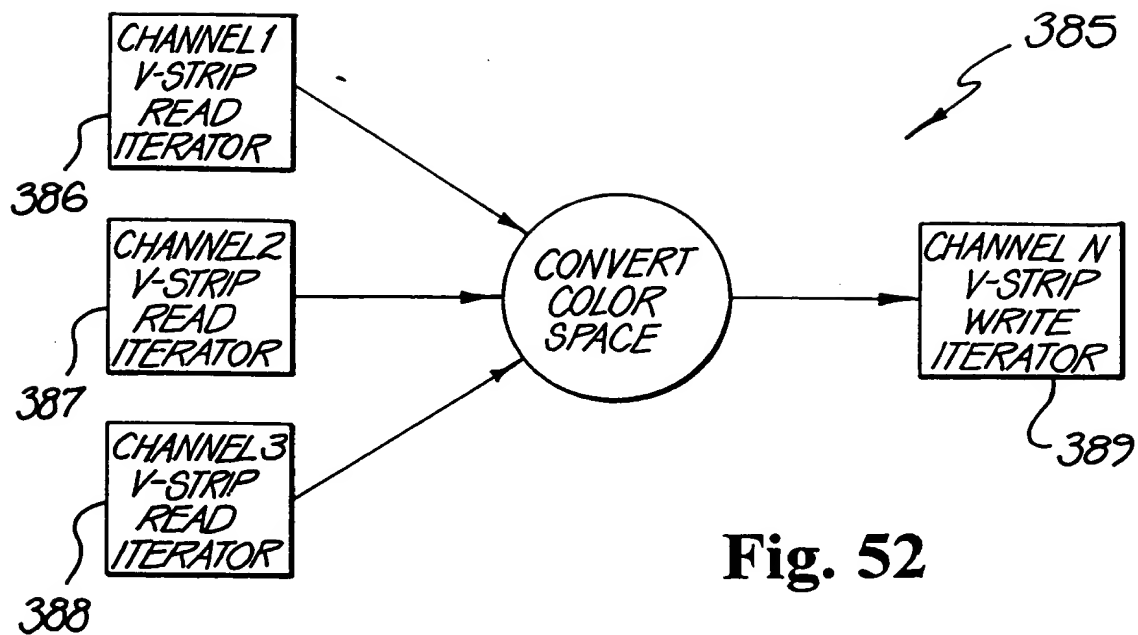 CHANNEL 1
V-STRIP
READ
ITERATOR
386
CHANNEL 2
V-STRIP
READ
ITERATOR
387
CHANNEL 3
V-STRIP
READ
ITERATOR
388
CONVERT
COLOR
SPACE
385
CHANNEL N
V-STRIP
WRITE
ITERATOR
389
Fig. 52